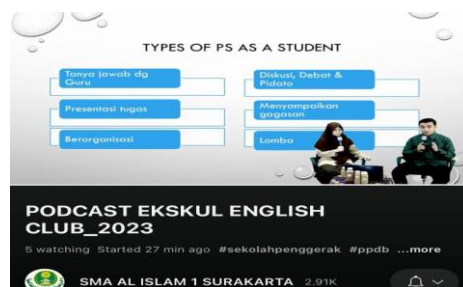 TYPES OF PS AS A STUDENT
Tanya jawab dg
Guru
Diskusi, Debat &
Pidato
Presentasi tugas
Menyampaikan
gagasan
Berorganisasi
Lomba
PODCAST EKSKUL ENGLISH
CLUB_2023
5 watching Started 27 min ago #sekolahpenggerak #ppdb ...more
SMA AL ISLAM 1 SURAKARTA 2.91K